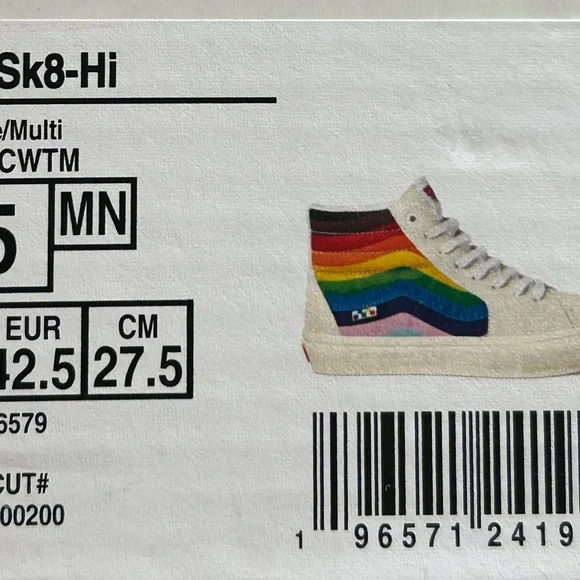 Sk8-Hi
e/Multi
CWTM
5 MN
EUR CM
42.5 27.5
6579
CUT#
00200
1 96571 2419